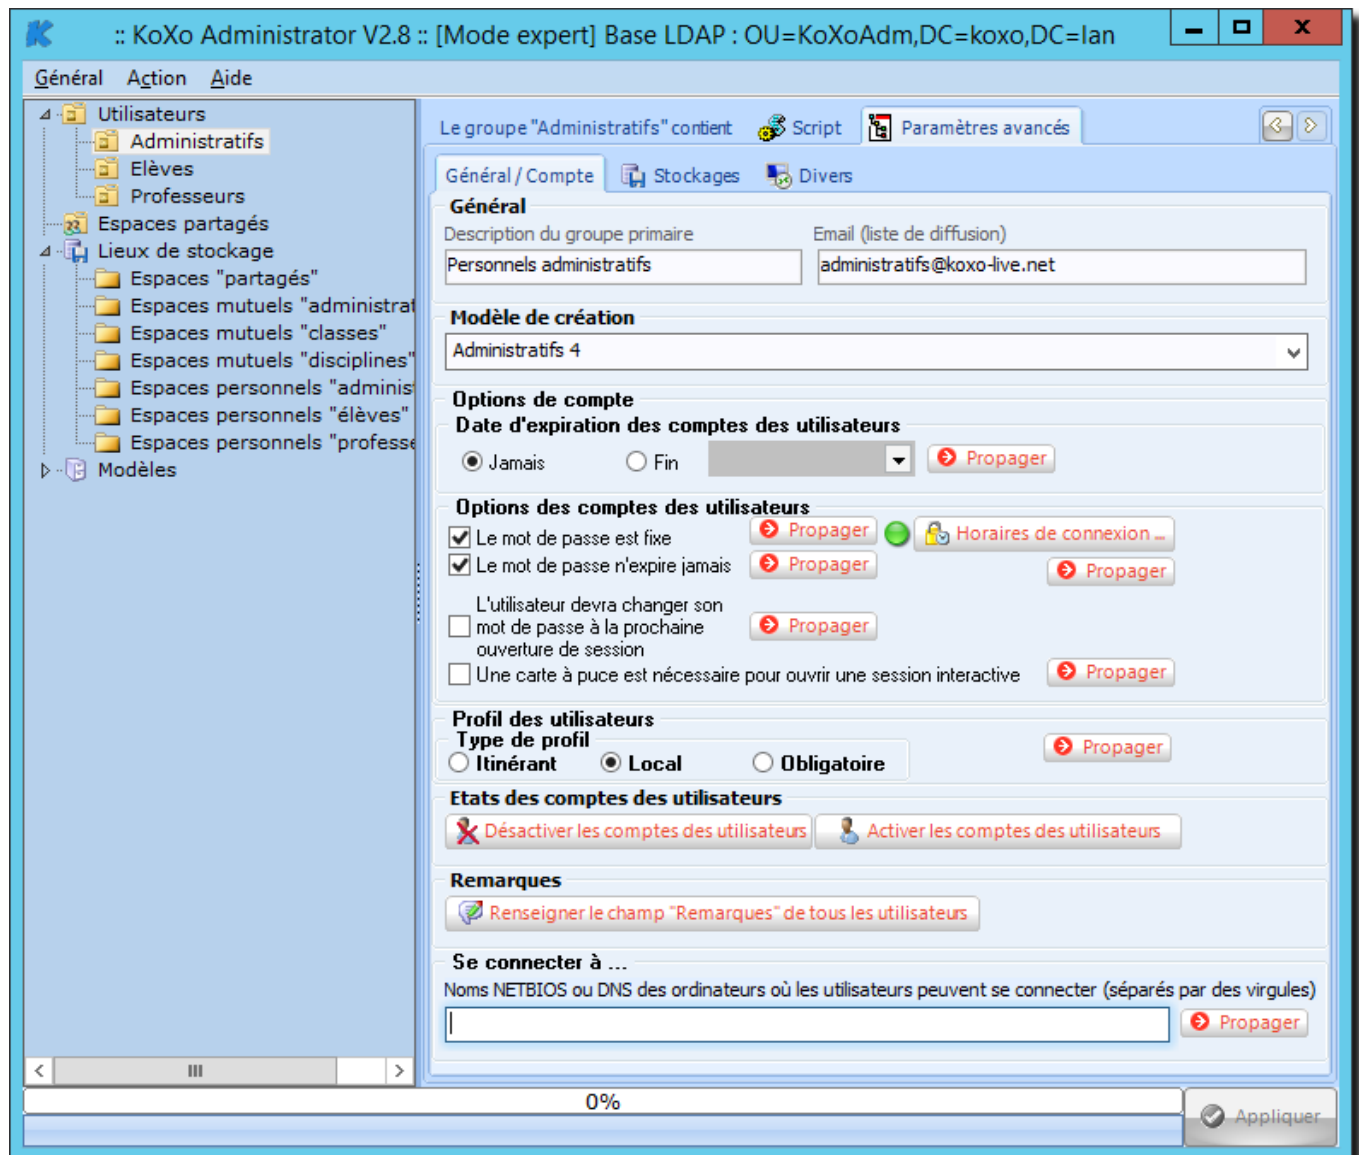 :: KoXo Administrator V2.8 :: [Mode expert] Base LDAP : OU=KoXoAdm,DC=koxo,DC=lan
Général Action Aide
Utilisateurs
Administratifs
Elèves
Professeurs
Espaces partagés
Lieux de stockage
Espaces "partagés"
Espaces mutuels "administrat
Espaces mutuels "classes"
Espaces mutuels "disciplines"
Espaces personnels "adminis
Espaces personnels "élèves"
Espaces personnels "profess
Modèles
Le groupe "Administratifs" contient Script Paramètres avancés
Général / Compte Stockages Divers
Général
Description du groupe primaire Email (liste de diffusion)
Personnels administratifs administratifs@koxo-live.net
Modèle de création
Administratifs 4
Options de compte
Date d'expiration des comptes des utilisateurs
Jamais Fin Propager
Options des comptes des utilisateurs
Le mot de passe est fixe Propager Horaires de connexion ...
Le mot de passe n'expire jamais Propager Propager
L'utilisateur devra changer son
mot de passe à la prochaine Propager
ouverture de session
Une carte à puce est nécessaire pour ouvrir une session interactive Propager
Profil des utilisateurs
Type de profil
Itinérant Local Obligatoire Propager
Etats des comptes des utilisateurs
Désactiver les comptes des utilisateurs Activer les comptes des utilisateurs
Remarques
Renseigner le champ "Remarques" de tous les utilisateurs
Se connecter à ...
Noms NETBIOS ou DNS des ordinateurs où les utilisateurs peuvent se connecter (séparés par des virgules)
Propager
0%
Appliquer